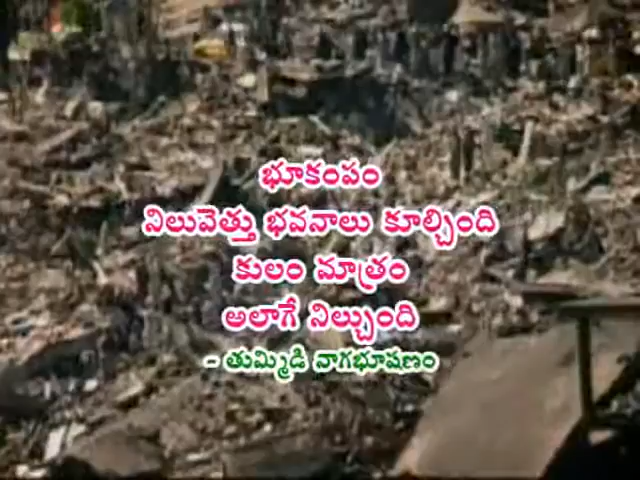 భూకంపం
నిలువెత్తు భవనాలు కూల్చింది
కులం మాత్రం
అలాగే నిల్చుంది
- తుమ్మిడి నాగభూషణం